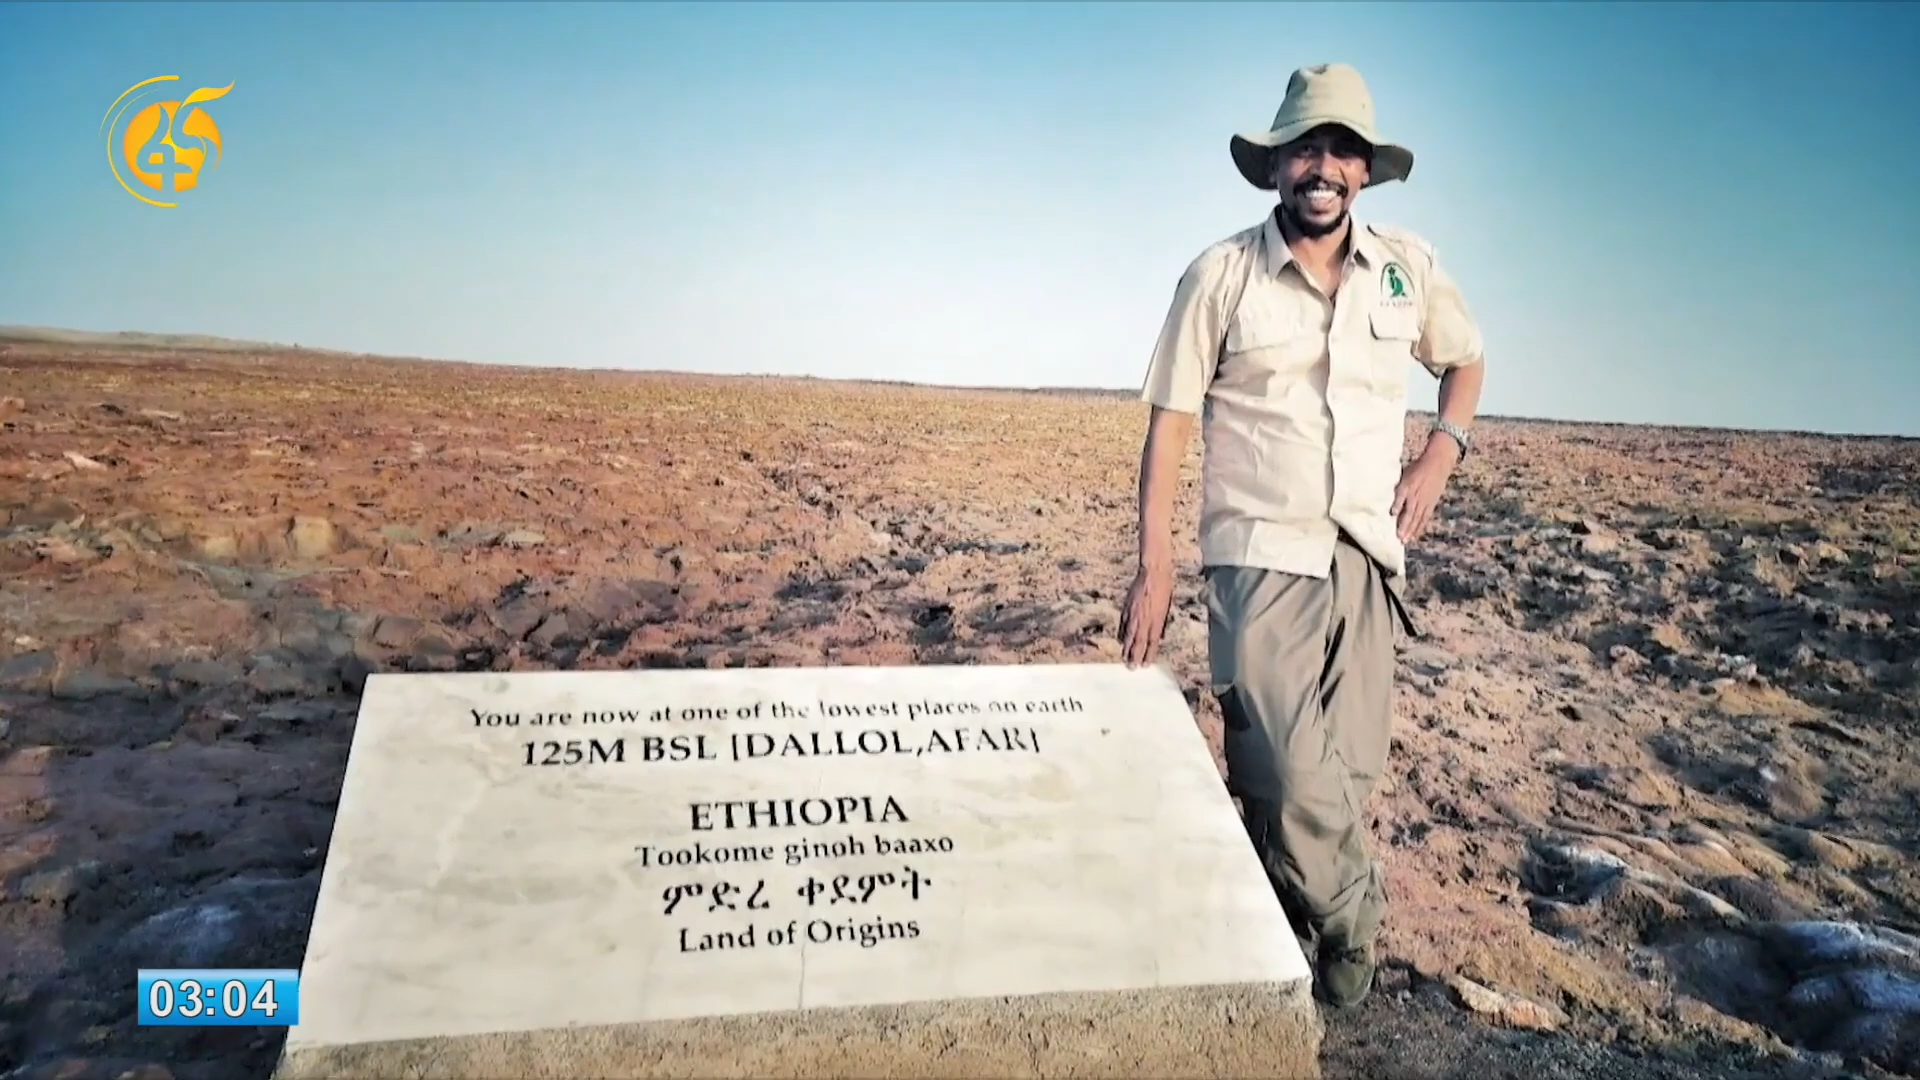 You are now at one of the lowest places on earth
125M BSL [DALLOL,AFAR]
ETHIOPIA
Tookome ginoh baaxo
ምድረ ቀደምት
Land of Origins
03:04